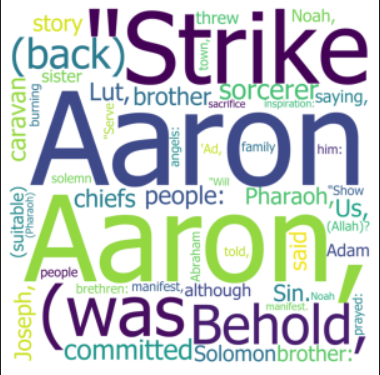 story
threw
Noah,
"Strike
(back)
town,
sister
sorcerer
caravan
burning
Lut,
brother
sacrifice
inspiration:
saying,
"Serve
Aaron
angels:
'Ad,
family
him:
solemn
"Will
"Show
(suitable)
(Pharaoh)
chiefs
people:
Pharaoh,
Us,
(Allah)?
Aaron,
said
Adam
people
Abraham
told,
brethren:
manifest,
although
Sin.
Noah
manifest.
prayed:
Joseph,
(was
Behold,
committed
Solomon
brother: